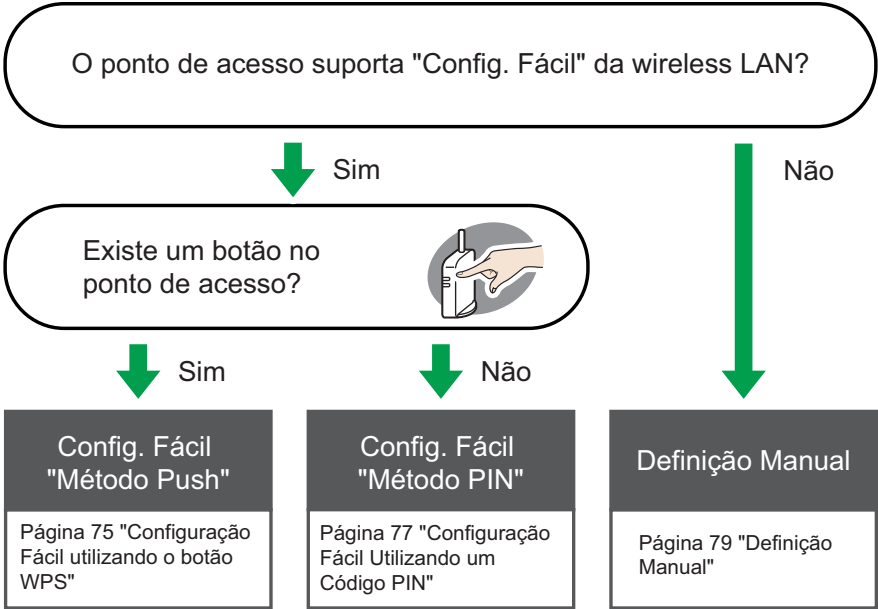 O ponto de acesso suporta "Config. Fácil" da wireless LAN?
Sim
Não
Existe um botão no
ponto de acesso?
Sim
Não
Config. Fácil
"Método Push"
Config. Fácil
"Método PIN"
Definição Manual
Página 75 "Configuração
Fácil utilizando o botão
WPS"
Página 77 "Configuração
Fácil Utilizando um
Código PIN"
Página 79 "Definição
Manual"